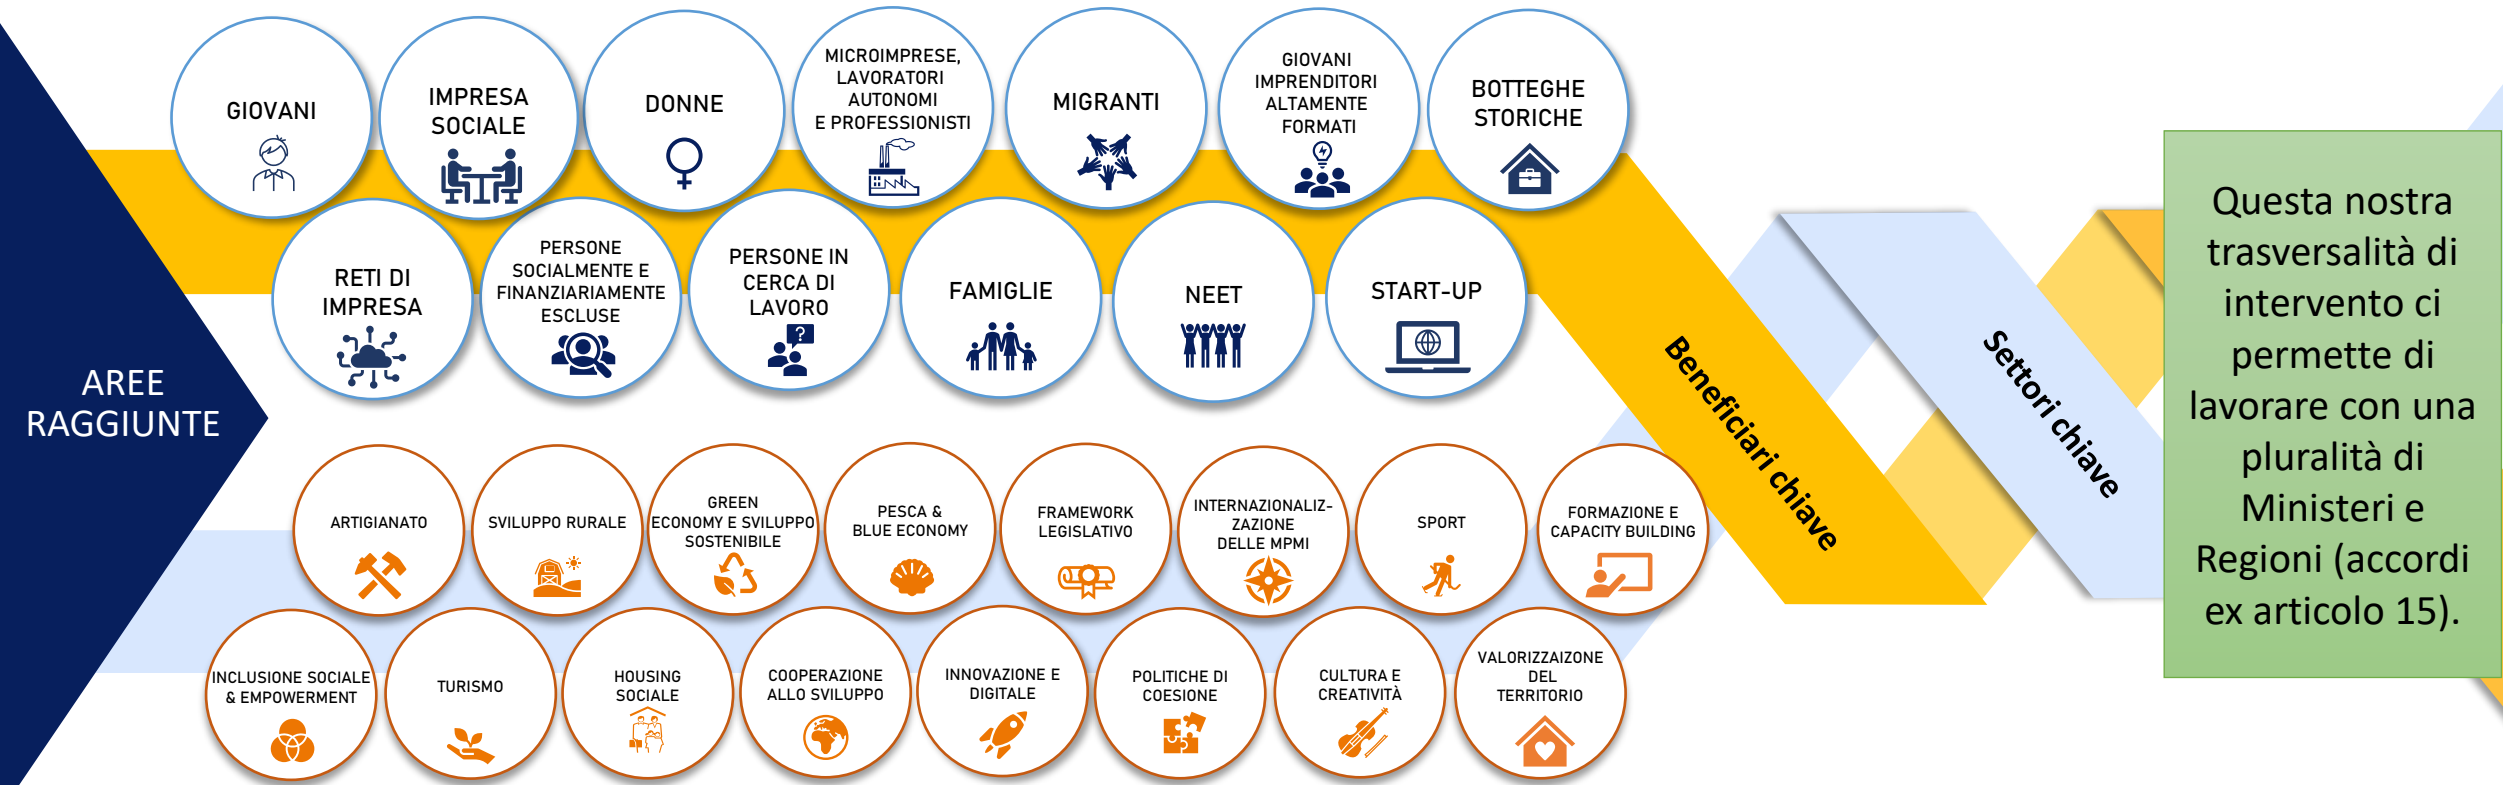 AREE
RAGGIUNTE
GIOVANI
IMPRESA
SOCIALE
DONNE
MICROIMPRESE,
LAVORATORI
AUTONOMI
E PROFESSIONISTI
MIGRANTI
GIOVANI
IMPRENDITORI
ALTAMENTE
FORMATI
BOTTEGHE
STORICHE
RETI DI
IMPRESA
PERSONE
SOCIALMENTE E
FINANZIARIAMENTE
ESCLUSE
PERSONE IN
CERCA DI
LAVORO
?
FAMIGLIE
NEET
START-UP
Beneficiari chiave
Settori chiave
ARTIGIANATO
SVILUPPO RURALE
GREEN
ECONOMY E SVILUPPO
SOSTENIBILE
PESCA &
BLUE ECONOMY
FRAMEWORK
LEGISLATIVO
INTERNAZIONALIZ-
ZAZIONE
DELLE MPMI
SPORT
FORMAZIONE E
CAPACITY BUILDING
INCLUSIONE SOCIALE
& EMPOWERMENT
TURISMO
HOUSING
SOCIALE
COOPERAZIONE
ALLO SVILUPPO
INNOVAZIONE E
DIGITALE
POLITICHE DI
COESIONE
CULTURA E
CREATIVITÀ
VALORIZZAIZONE
DEL
TERRITORIO
Questa nostra
trasversalità di
intervento ci
permette di
lavorare con una
pluralità di
Ministeri e
Regioni (accordi
ex articolo 15).